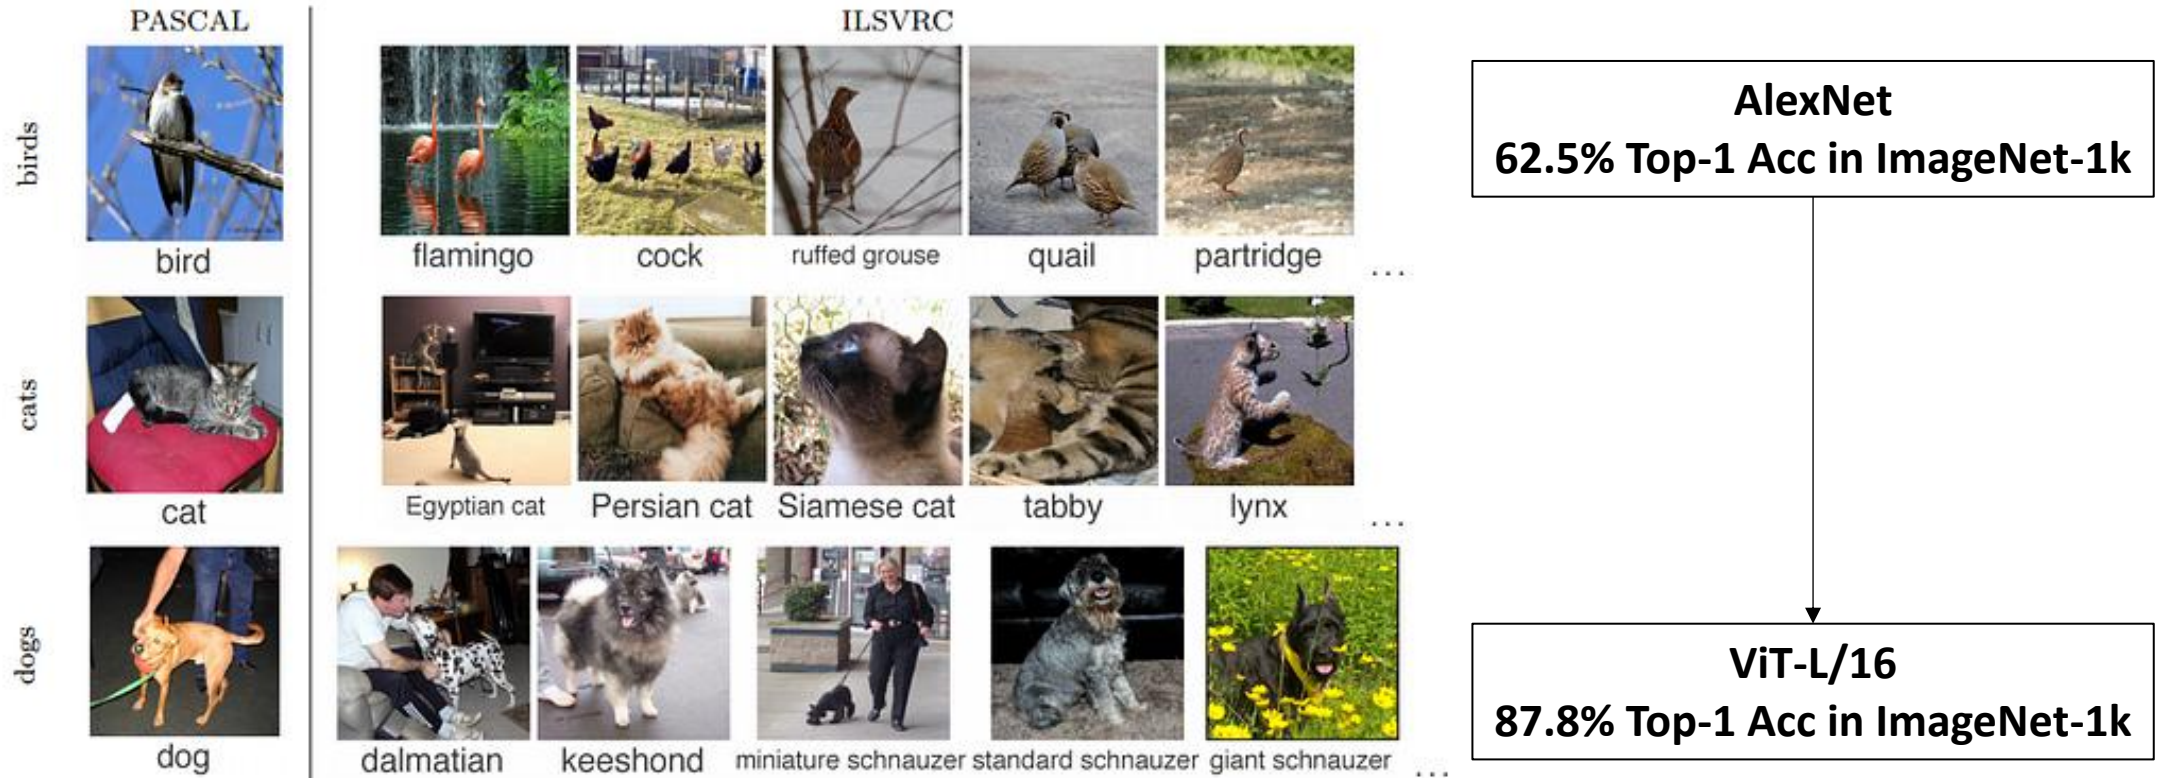 PASCAL
ILSVRC
birds
bird
flamingo
cock
ruffed grouse
quail
partridge
...
cats
cat
Egyptian cat
Persian cat
Siamese cat
tabby
lynx
...
dogs
dog
dalmatian
keeshond
miniature schnauzer
standard schnauzer
giant schnauzer
...
AlexNet
62.5% Top-1 Acc in ImageNet-1k
ViT-L/16
87.8% Top-1 Acc in ImageNet-1k